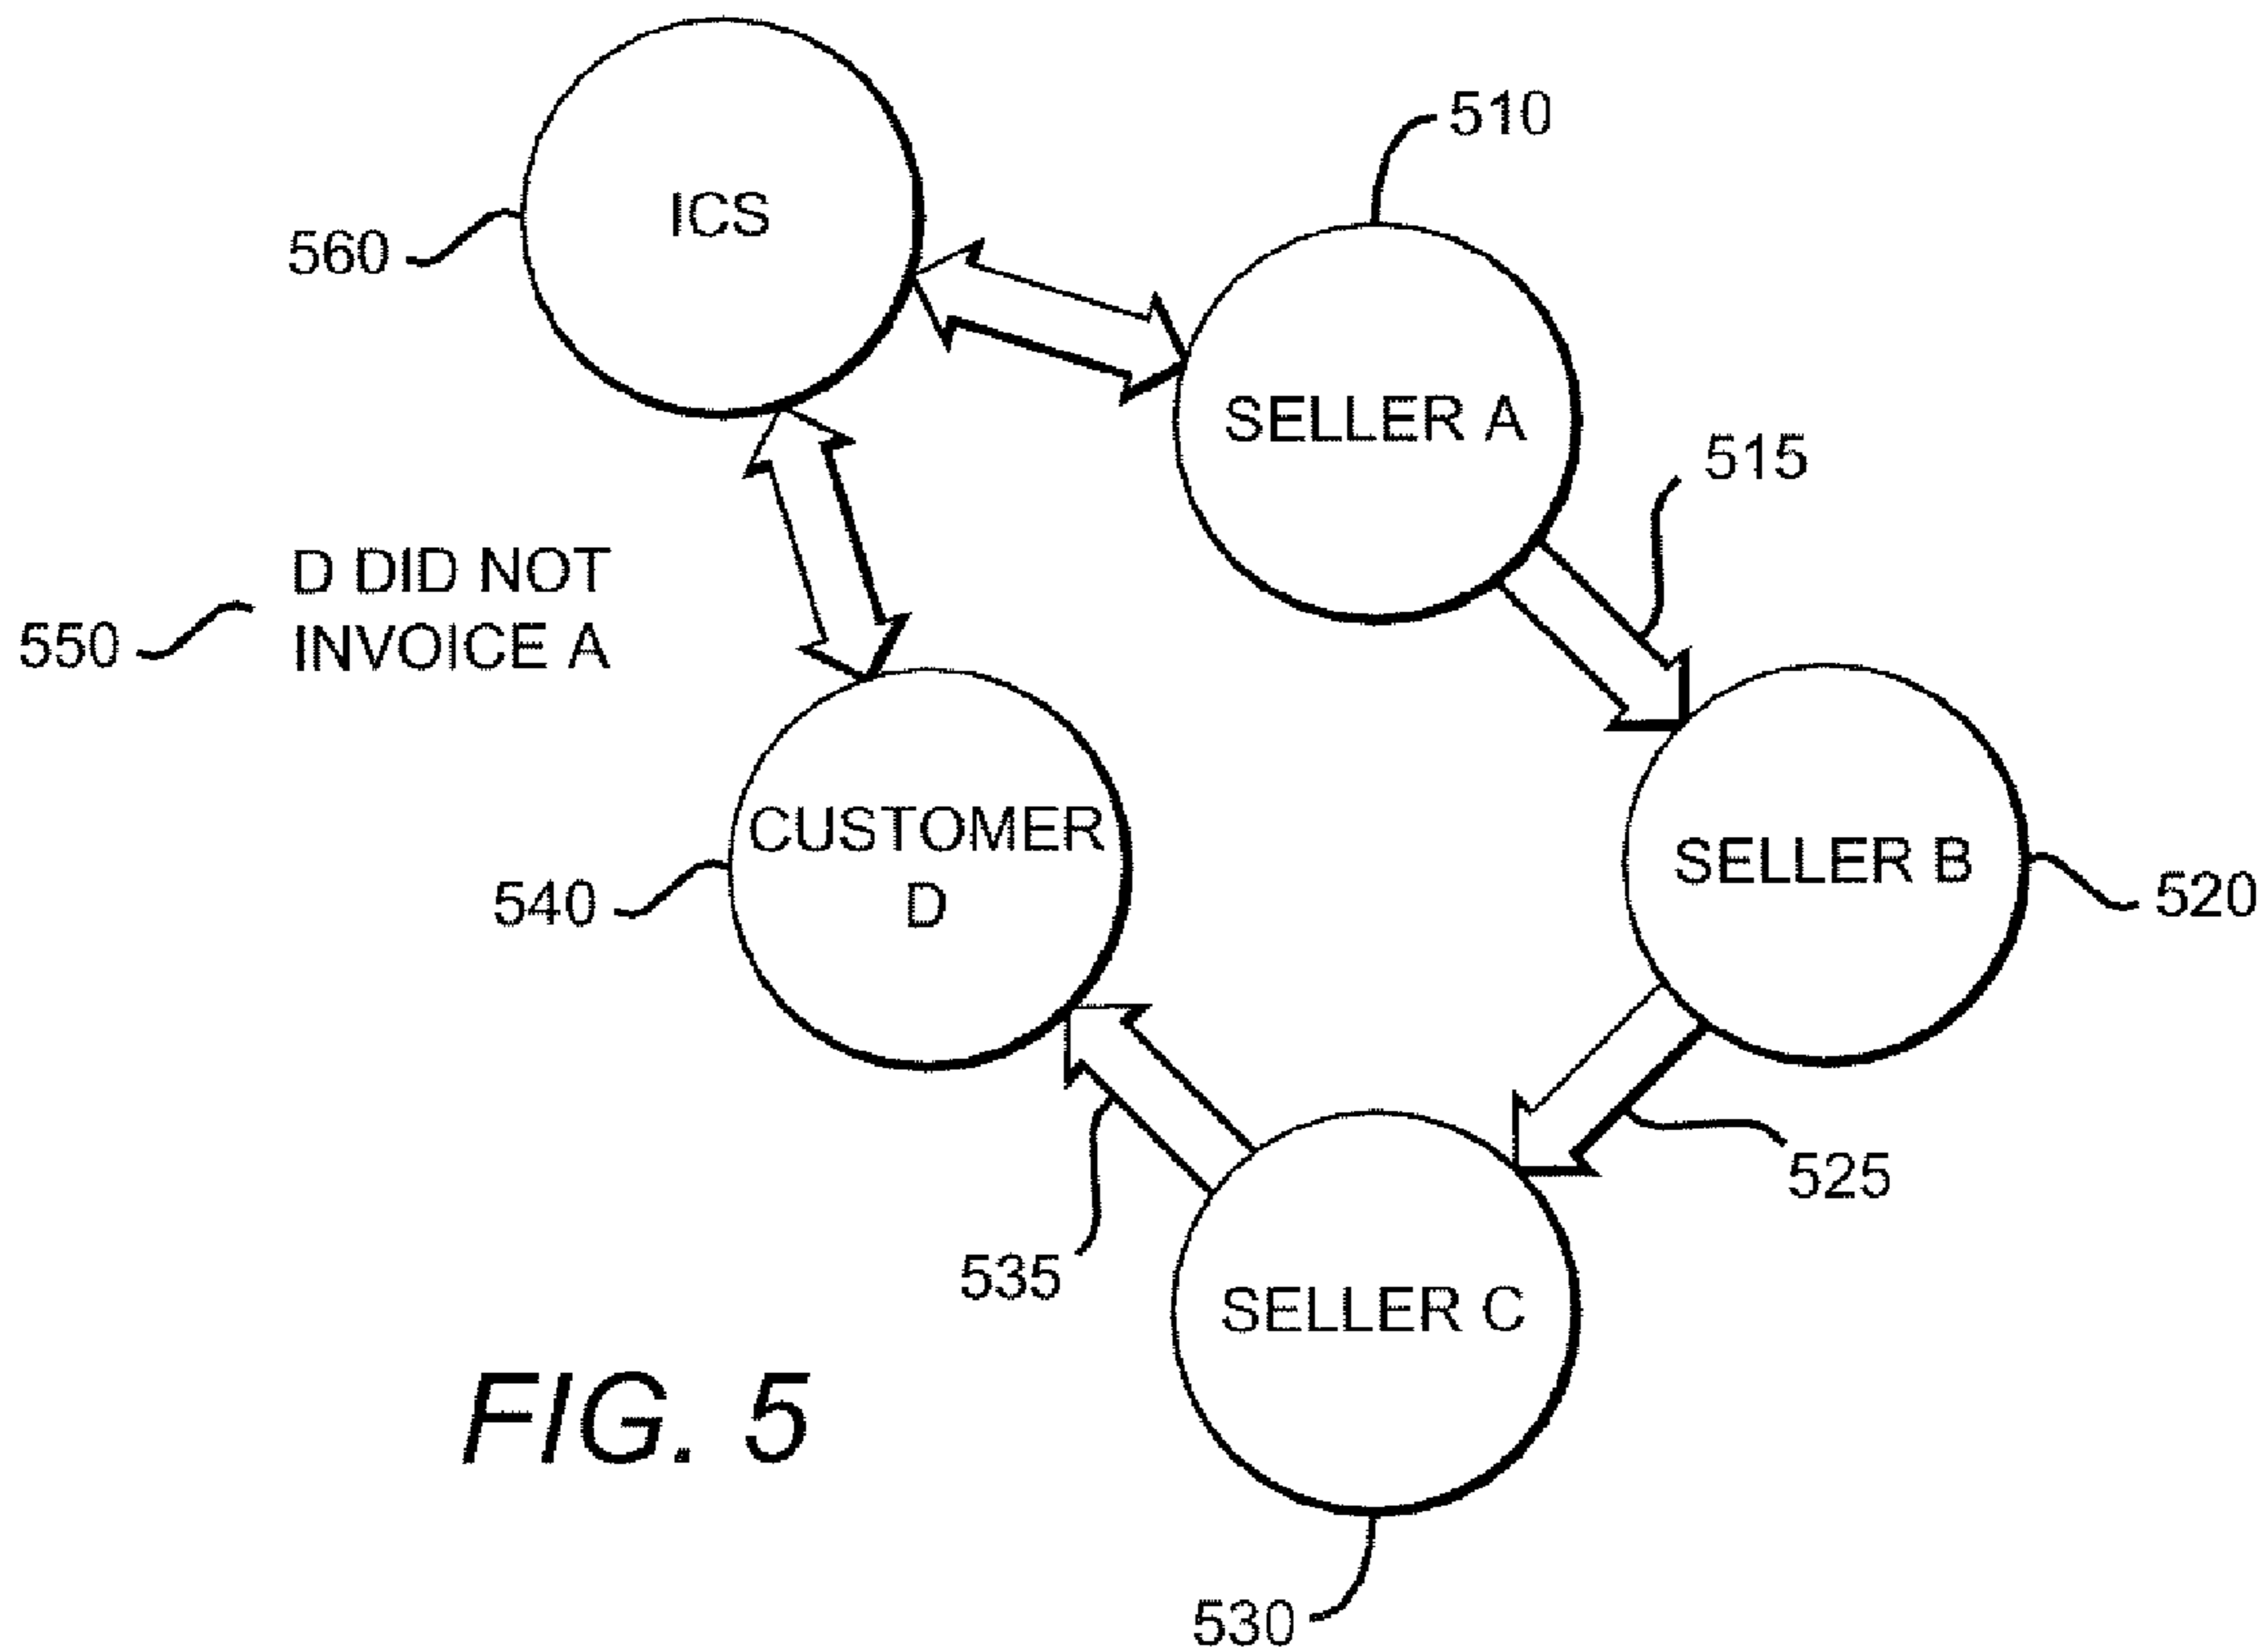 ICS
560
510
SELLER A
515
D DID NOT
INVOICE A
550
CUSTOMER
D
540
SELLER B
520
525
535
SELLER C
530
FIG. 5